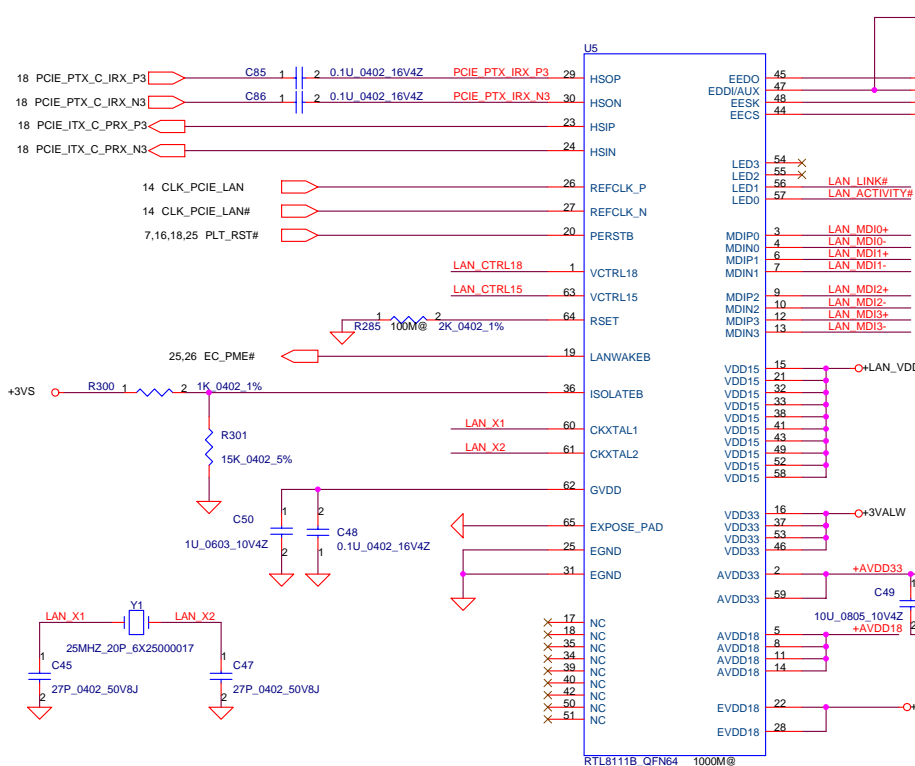 U5
18 PCIE_PTX_C_IRX_P3 C85 1 2 0.1U_0402_16V4Z PCIE_PTX_IRX_P3 29 HSOP EEDO 45
EDDI/AUX 47
18 PCIE_PTX_C_IRX_N3 C86 1 2 0.1U_0402_16V4Z PCIE_PTX_IRX_N3 30 HSON EESK 48
EECS 44
18 PCIE_ITX_C_PRX_P3 23 HSIP
18 PCIE_ITX_C_PRX_N3 24 HSIN
LED3 54
LED2 55
14 CLK_PCIE_LAN 26 REFCLK_P LED1 56 LAN_LINK#
LED0 57 LAN_ACTIVITY#
14 CLK_PCIE_LAN# 27 REFCLK_N
7,16,18,25 PLT_RST# 20 PERSTB MDIP0 3 LAN_MDI0+
MDIN0 4 LAN_MDI0-
MDIP1 6 LAN_MDI1+
LAN_CTRL18 1 VCTRL18 MDIN1 7 LAN_MDI1-
LAN_CTRL15 63 VCTRL15 MDIP2 9 LAN_MDI2+
MDIN2 10 LAN_MDI2-
R285 1 100M@ 2 2K_0402_1% 64 RSET MDIP3 12 LAN_MDI3+
MDIN3 13 LAN_MDI3-
25,26 EC_PME# 19 LANWAKEB
VDD15 15 +LAN_VDD
VDD15 21
+3VS R300 1 2 1K_0402_1% 36 ISOLATEB VDD15 32
VDD15 33
VDD15 38
LAN_X1 60 CKXTAL1 VDD15 41
R301 VDD15 43
LAN_X2 61 CKXTAL2 VDD15 49
15K_0402_5% VDD15 52
VDD15 58
62 GVDD
1 C50 2 C48 VDD33 16 +3VALW
65 EXPOSE_PAD VDD33 37
1U_0603_10V4Z 0.1U_0402_16V4Z VDD33 53
2 1 25 EGND VDD33 46
31 EGND AVDD33 2 +AVDD33
AVDD33 59 C49 1
10U_0805_10V4Z 2
LAN_X1 Y1 LAN_X2 17 NC
18 NC AVDD18 5 +AVDD18
25MHZ_20P_6X25000017 35 NC AVDD18 8
1 C45 1 C47 34 NC AVDD18 11
39 NC AVDD18 14
27P_0402_50V8J 27P_0402_50V8J 40 NC
2 2 42 NC
50 NC EVDD18 22 +
51 NC
EVDD18 28
RTL8111B_QFN64 1000M@